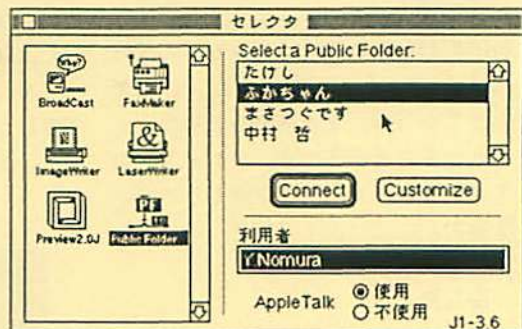 セレクタ
Why?
BroadCast
FaxMaker
ImageWriter
LaserWriter
Preview2.0J
Public Folder
Select a Public Folder:
たけし
ふかちゃん
まさつぐです
中村 哲
Connect
Customize
利用者
Y.Nomura
AppleTalk
使用
不使用
J1-3.6